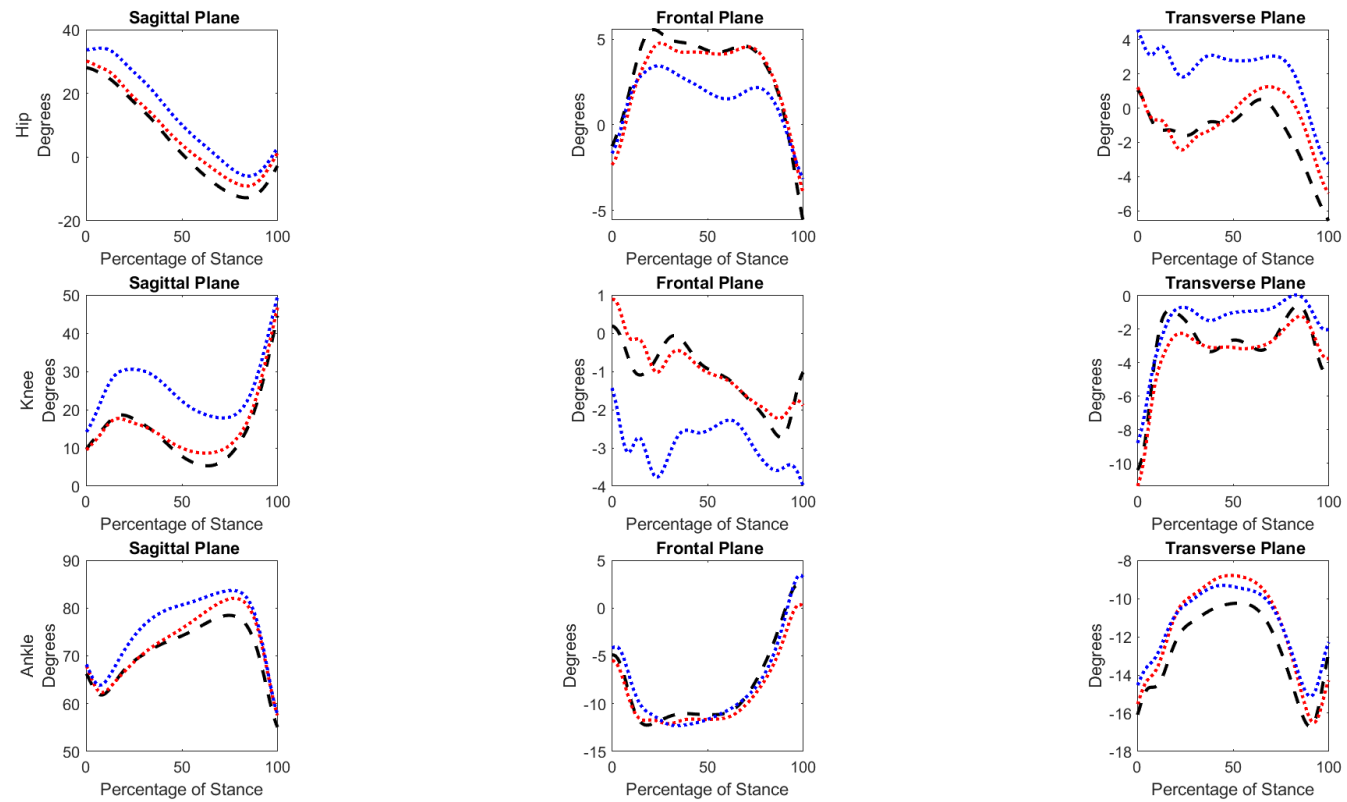 Sagittal Plane
Frontal Plane
Transverse Plane
Hip
Degrees
40
20
0
-20
0
50
100
Percentage of Stance
Degrees
5
0
-5
0
50
100
Percentage of Stance
Degrees
4
2
0
-2
-4
-6
0
50
100
Percentage of Stance
Sagittal Plane
Frontal Plane
Transverse Plane
Knee
Degrees
50
40
30
20
10
0
0
50
100
Percentage of Stance
Degrees
1
0
-1
-2
-3
-4
0
50
100
Percentage of Stance
Degrees
0
-2
-4
-6
-8
-10
0
50
100
Percentage of Stance
Sagittal Plane
Frontal Plane
Transverse Plane
Ankle
Degrees
90
80
70
60
50
0
50
100
Percentage of Stance
Degrees
5
0
-5
-10
-15
0
50
100
Percentage of Stance
Degrees
-8
-10
-12
-14
-16
-18
0
50
100
Percentage of Stance